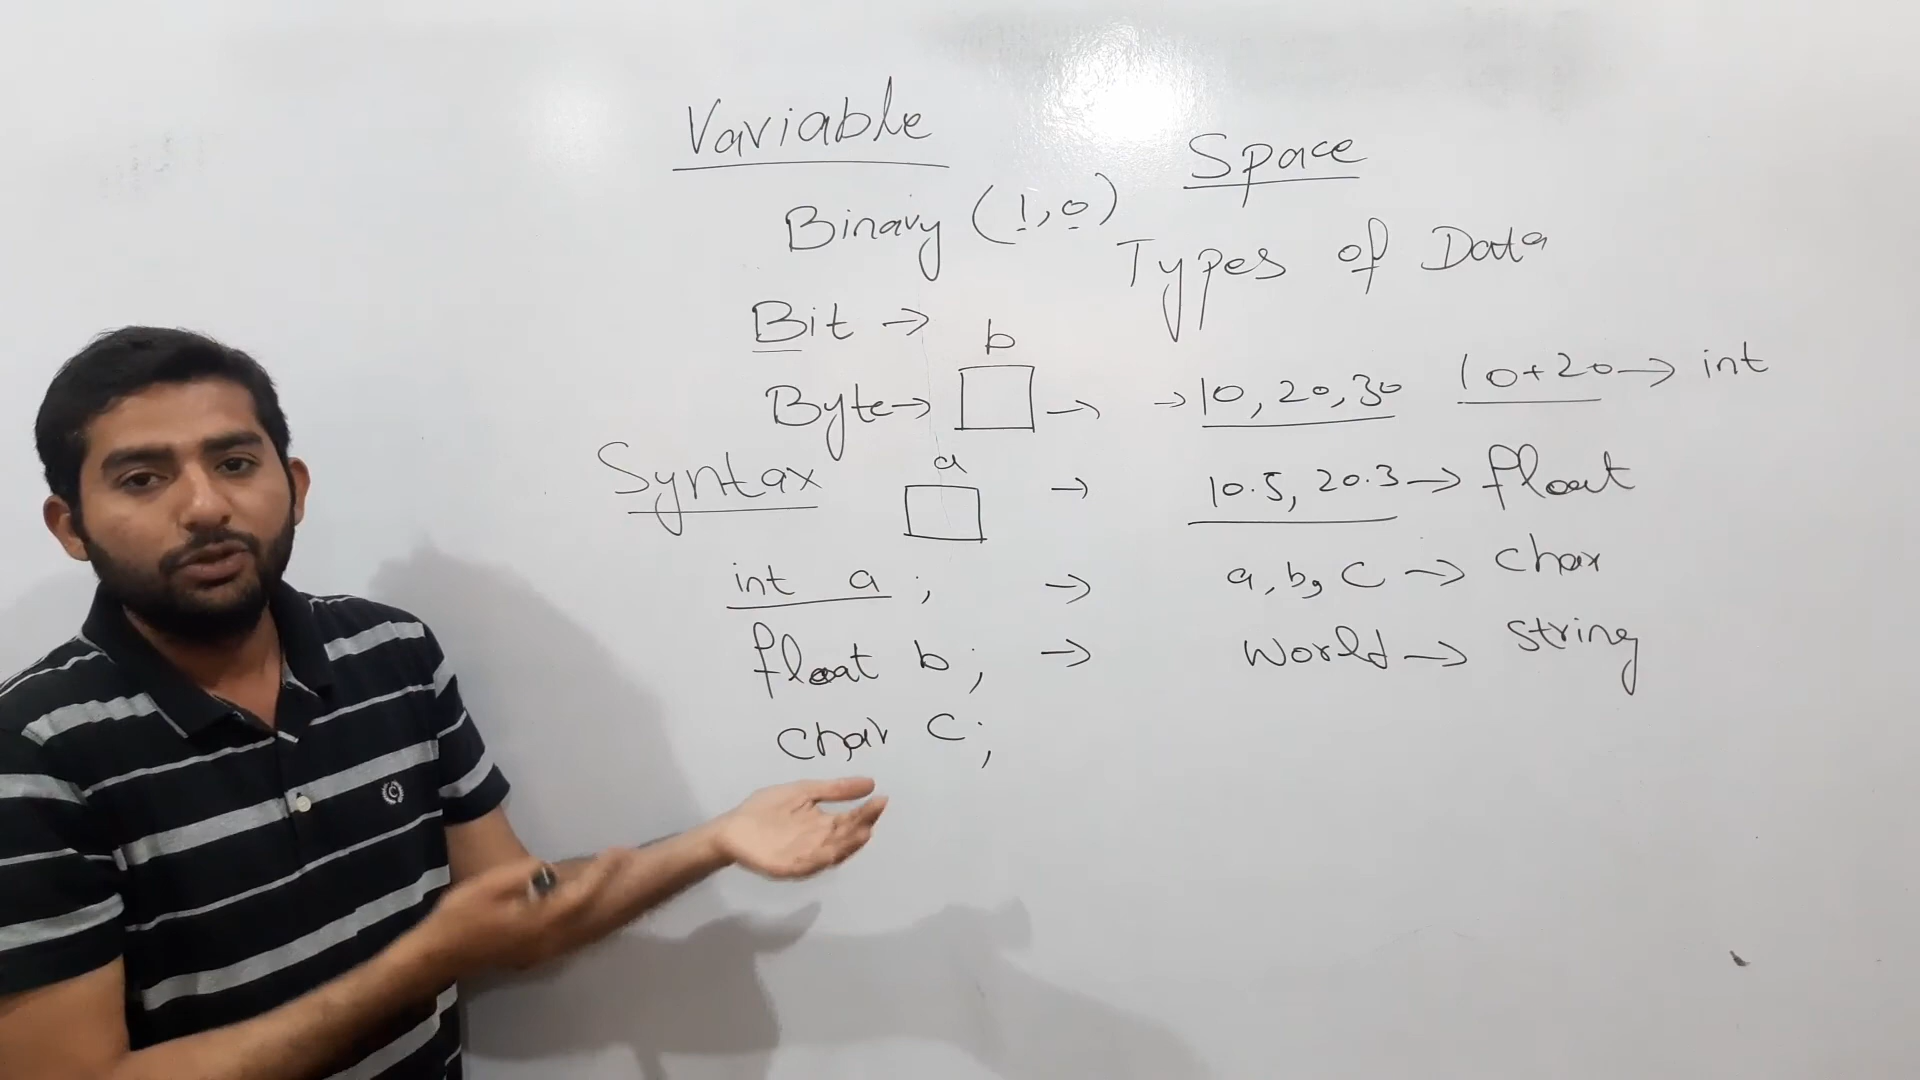 Variable
Space
Binary (1,0)
Types of Data
Bit →
b
Byte → → → 10, 20, 30 10+20 → int
Syntax a → 10.5, 20.3 → float
int a ; → a, b, c → char
float b ; → World → string
char c ;